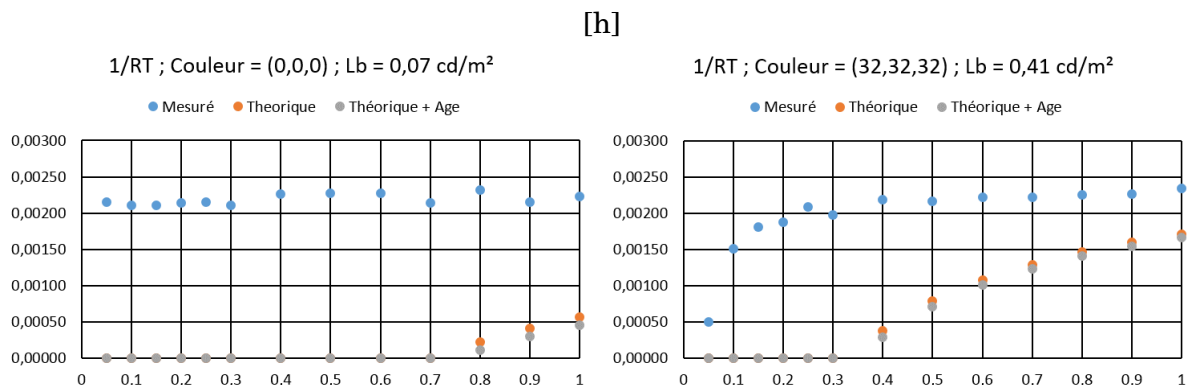 [h]
1/RT ; Couleur = (0,0,0) ; Lb = 0,07 cd/m²
Mesuré Theorique Théorique + Age
0,00300
0,00250
0,00200
0,00150
0,00100
0,00050
0,00000
0 0.1 0.2 0.3 0.4 0.5 0.6 0.7 0.8 0.9 1
1/RT ; Couleur = (32,32,32) ; Lb = 0,41 cd/m²
Mesuré Théorique Théorique + Age
0,00300
0,00250
0,00200
0,00150
0,00100
0,00050
0,00000
0 0.1 0.2 0.3 0.4 0.5 0.6 0.7 0.8 0.9 1